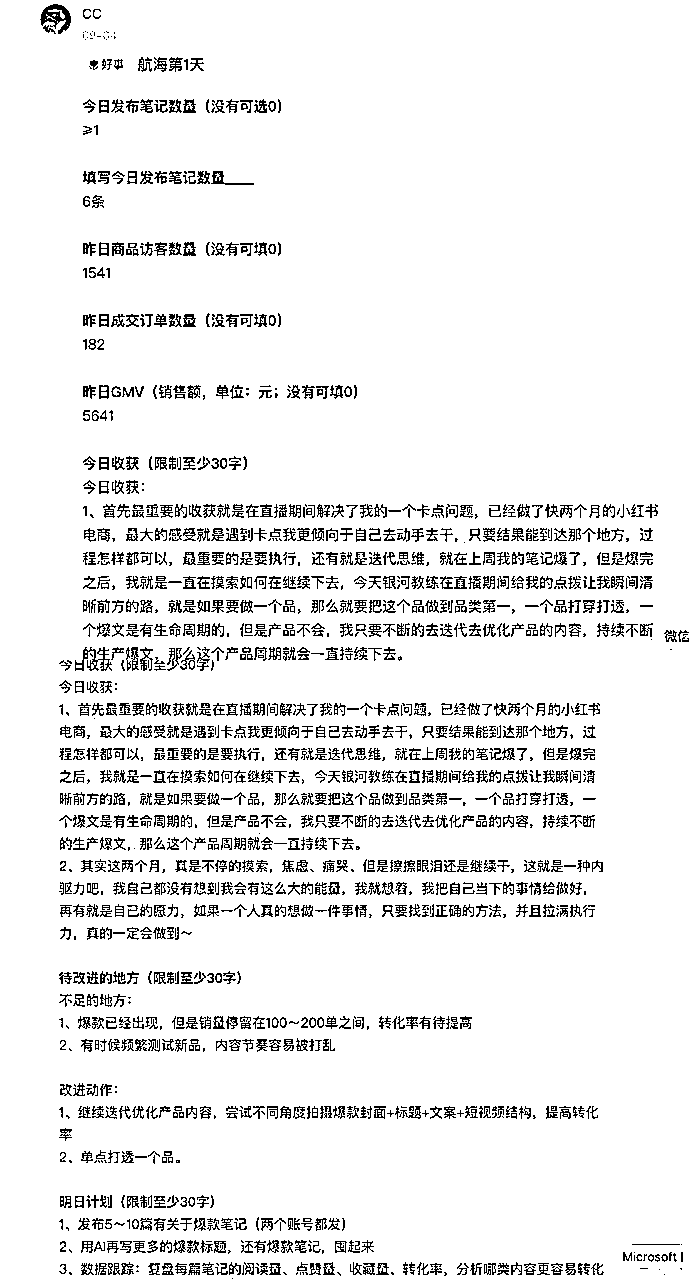 CC
09-04
好事 航海第1天
今日发布笔记数量（没有可选0）
≥1
填写今日发布笔记数量____
6条
昨日商品访客数量（没有可填0）
1541
昨日成交订单数量（没有可填0）
182
昨日GMV（销售额，单位：元；没有可填0）
5641
今日收获（限制至少30字）
今日收获：
1、首先最重要的收获就是在直播期间解决了我的一个卡点问题，已经做了快两个月的小红书
电商，最大的感受就是遇到卡点我更倾向于自己去动手去干，只要结果能到达那个地方，过
程怎样都可以，最重要的是要执行，还有就是迭代思维，就在上周我的笔记爆了，但是爆完
之后，我就是一直在摸索如何在继续下去，今天银河教练在直播期间给我的点拨让我瞬间清
晰前方的路，就是如果要做一个品，那么就要把这个品做到品类第一，一个品打穿打透，一
个爆文是有生命周期的，但是产品不会，我只要不断的去迭代去优化产品的内容，持续不断
微信
的生产爆文，那么这个产品周期就会一直持续下去。
今日收获（限制至少30字）
今日收获：
1、首先最重要的收获就是在直播期间解决了我的一个卡点问题，已经做了快两个月的小红书
电商，最大的感受就是遇到卡点我更倾向于自己去动手去干，只要结果能到达那个地方，过
程怎样都可以，最重要的是要执行，还有就是迭代思维，就在上周我的笔记爆了，但是爆完
之后，我就是一直在摸索如何在继续下去，今天银河教练在直播期间给我的点拨让我瞬间清
晰前方的路，就是如果要做一个品，那么就要把这个品做到品类第一，一个品打穿打透，一
个爆文是有生命周期的，但是产品不会，我只要不断的去迭代去优化产品的内容，持续不断
的生产爆文，那么这个产品周期就会一直持续下去。
2、其实这两个月，真是不停的摸索，焦虑、痛哭、但是擦擦眼泪还是继续干，这就是一种内
驱力吧，我自己都没有想到我会有这么大的能量，我就想着，我把自己当下的事情给做好，
再有就是自己的愿力，如果一个人真的想做一件事情，只要找到正确的方法，并且拉满执行
力，真的一定会做到～
待改进的地方（限制至少30字）
不足的地方：
1、爆款已经出现，但是销量停留在100～200单之间，转化率有待提高
2、有时候频繁测试新品，内容节奏容易被打乱
改进动作：
1、继续迭代优化产品内容，尝试不同角度拍摄爆款封面+标题+文案+短视频结构，提高转化
率
2、单点打透一个品。
明日计划（限制至少30字）
1、发布5～10篇有关于爆款笔记（两个账号都发）
2、用AI再写更多的爆款标题，还有爆款笔记，囤起来
Microsoft
3、数据跟踪：复盘每篇笔记的阅读量、点赞量、收藏量、转化率，分析哪类内容更容易转化